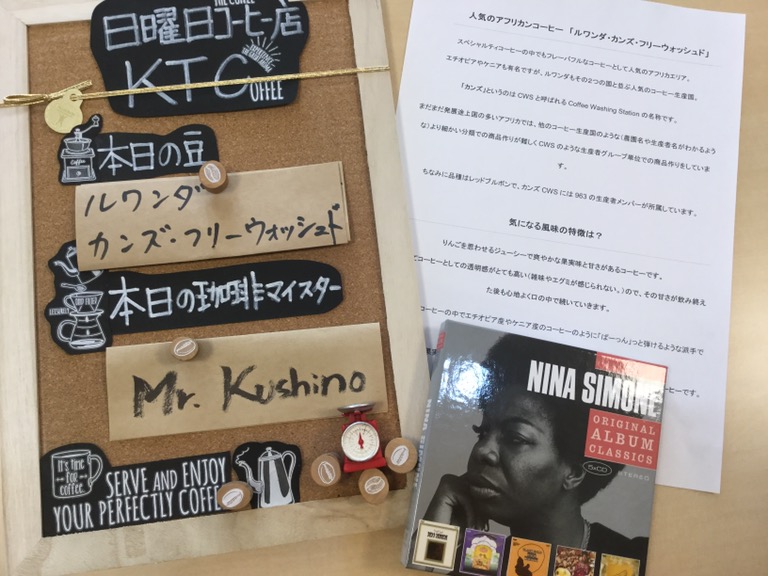 THE COFFEE
日曜日コーヒー店
KTC OFFEE
本日の豆
Coffee
ルワンダ
カンズ・フリーウォッシュド
本日の珈琲マイスター
Mr. Kushino
It's time
for
coffee.
SERVE AND ENJOY
YOUR PERFECTLY COFFEE
人気のアフリカンコーヒー 「ルワンダ・カンズ・フリーウォッシュド」
スペシャルティコーヒーの中でもフレーバフルなコーヒーとして人気のアフリカエリア。
エチオピアやケニアも有名ですが、ルワンダもその2つの国と並ぶ人気のコーヒー生産国。
「カンズ」というのは CWS と呼ばれる Coffee Washing Station の名称です。
まだまだ発展途上国の多いアフリカでは、他のコーヒー生産国のような(農園名や生産者名がわかるよう
な)より細かい分類での商品作りが難しく CWS のような生産者グループ単位での商品作りをしていま
す。
ちなみに品種はレッドブルボンで、カンズ CWS には 963 の生産者メンバーが所属しています。
気になる風味の特徴は?
りんごを思わせるジューシーで爽やかな果実味と甘さがあるコーヒーです。
てコーヒーとしての透明感がとても高い(雑味やエグミが感じられない。)ので、その甘さが飲み終え
た後も心地よく口の中で続いていきます。
コーヒーの中でエチオピア産やケニア産のコーヒーのように「ぱーっん」っと弾けるような派手で
ーヒーです。
NINA SIMONE
ORIGINAL
ALBUM
CLASSICS
5xCD
STEREO